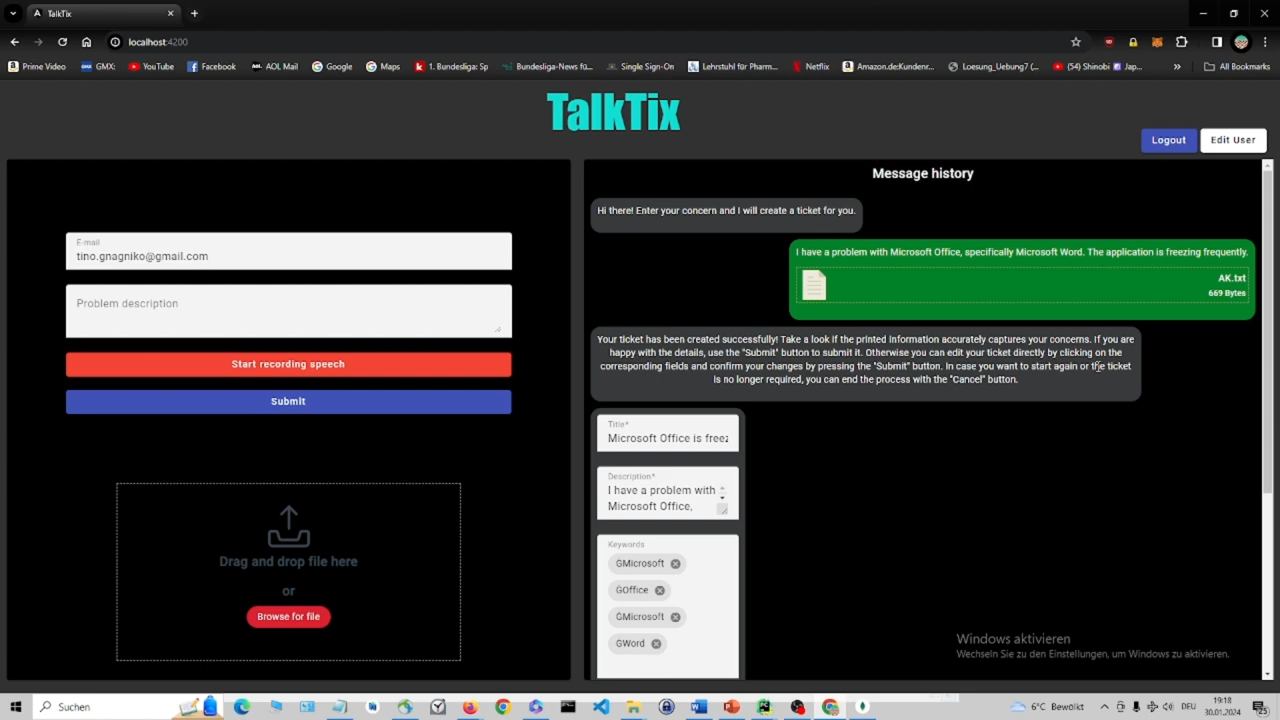 TalkTix
localhost:4200
Prime Video
GMX:
YouTube
Facebook
AOL Mail
Google
Maps
1. Bundesliga: Sp
Bundesliga-News fü...
Single Sign-On
Lehrstuhl für Pharm...
Netflix
Amazon.de:Kundenr...
Loesung_Uebung7 (...
(54) Shinobi
Jap...
»
All Bookmarks
TalkTix
Logout
Edit User
E-mail
tino.gnagniko@gmail.com
Problem description
Start recording speech
Submit
Drag and drop file here
or
Browse for file
Message history
Hi there! Enter your concern and I will create a ticket for you.
I have a problem with Microsoft Office, specifically Microsoft Word. The application is freezing frequently.
AK.txt
669 Bytes
Your ticket has been created successfully! Take a look if the printed Information accurately captures your concerns. If you are
happy with the details, use the "Submit" button to submit it. Otherwise you can edit your ticket directly by clicking on the
corresponding fields and confirm your changes by pressing the "Submit" button. In case you want to start again or the ticket
is no longer required, you can end the process with the "Cancel" button.
Title*
Microsoft Office is freez
Description*
I have a problem with
Microsoft Office,
Keywords
GMicrosoft
GOffice
GMicrosoft
GWord
Windows aktivieren
Wechseln Sie zu den Einstellungen, um Windows zu aktivieren.
Suchen
6°C Bewölkt
DEU
19:18
30.01.2024